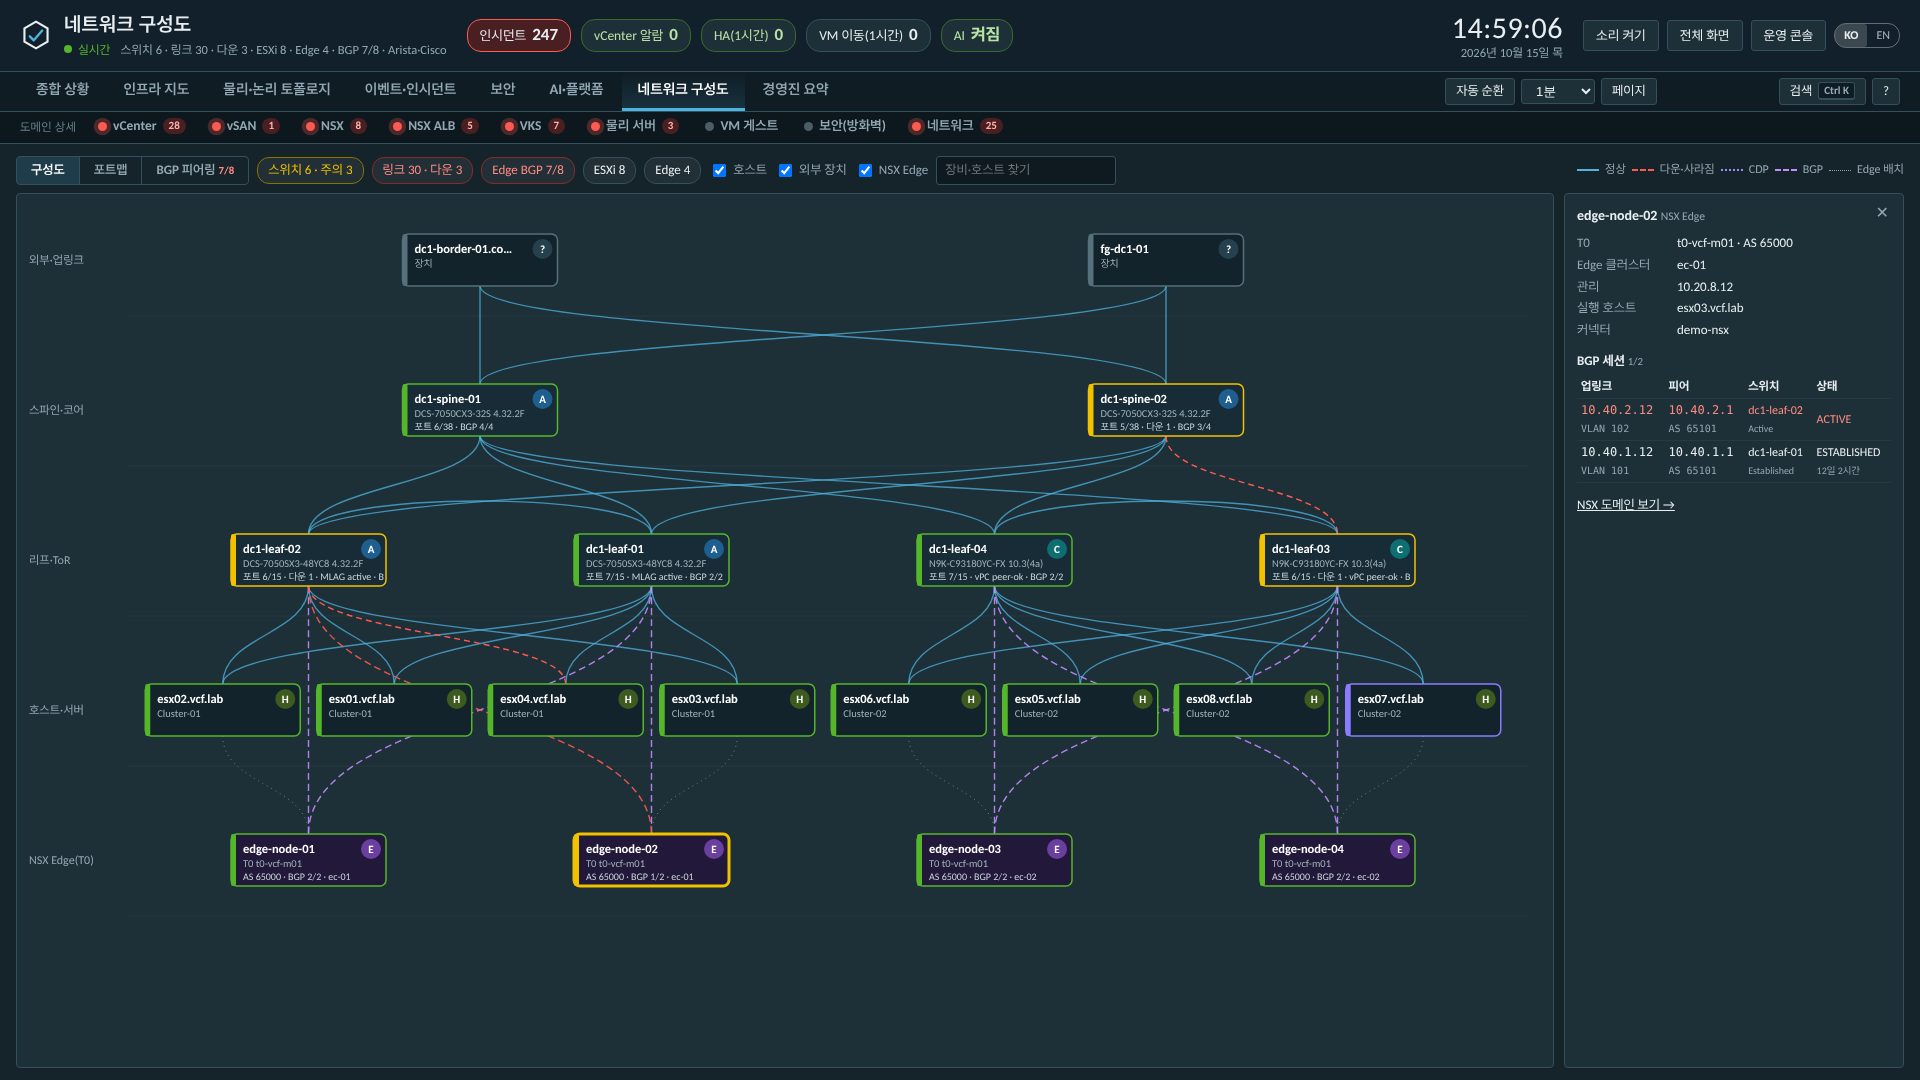 네트워크 구성도
실시간 스위치 6 · 링크 30 · 다운 3 · ESXi 8 · Edge 4 · BGP 7/8 · Arista·Cisco
인시던트 247
vCenter 알람 0
HA(1시간) 0
VM 이동(1시간) 0
AI 켜짐
14:59:06
2026년 10월 15일 목
소리 켜기
전체 화면
운영 콘솔
KO EN
종합 상황
인프라 지도
물리·논리 토폴로지
이벤트·인시던트
보안
AI·플랫폼
네트워크 구성도
경영진 요약
자동 순환
1분
페이지
검색 Ctrl K
?
도메인 상세
vCenter 28
vSAN 1
NSX 8
NSX ALB 5
VKS 7
물리 서버 3
VM 게스트
보안(방화벽)
네트워크 25
구성도
포트맵
BGP 피어링 7/8
스위치 6 · 주의 3
링크 30 · 다운 3
Edge BGP 7/8
ESXi 8
Edge 4
호스트
외부 장치
NSX Edge
장비·호스트 찾기
정상
다운·사라짐
CDP
BGP
Edge 배치
외부·업링크
dc1-border-01.co...
?
장치
fg-dc1-01
?
장치
스파인·코어
dc1-spine-01
A
DCS-7050CX3-32S 4.32.2F
포트 6/38 · BGP 4/4
dc1-spine-02
A
DCS-7050CX3-32S 4.32.2F
포트 5/38 · 다운 1 · BGP 3/4
리프·ToR
dc1-leaf-02
A
DCS-7050SX3-48YC8 4.32.2F
포트 6/15 · 다운 1 · MLAG active · B
dc1-leaf-01
A
DCS-7050SX3-48YC8 4.32.2F
포트 7/15 · MLAG active · BGP 2/2
dc1-leaf-04
C
N9K-C93180YC-FX 10.3(4a)
포트 7/15 · vPC peer-ok · BGP 2/2
dc1-leaf-03
C
N9K-C93180YC-FX 10.3(4a)
포트 6/15 · 다운 1 · vPC peer-ok · B
호스트·서버
esx02.vcf.lab
H
Cluster-01
esx01.vcf.lab
H
Cluster-01
esx04.vcf.lab
H
Cluster-01
esx03.vcf.lab
H
Cluster-01
esx06.vcf.lab
H
Cluster-02
esx05.vcf.lab
H
Cluster-02
esx08.vcf.lab
H
Cluster-02
esx07.vcf.lab
H
Cluster-02
NSX Edge(T0)
edge-node-01
E
T0 t0-vcf-m01
AS 65000 · BGP 2/2 · ec-01
edge-node-02
E
T0 t0-vcf-m01
AS 65000 · BGP 1/2 · ec-01
edge-node-03
E
T0 t0-vcf-m01
AS 65000 · BGP 2/2 · ec-02
edge-node-04
E
T0 t0-vcf-m01
AS 65000 · BGP 2/2 · ec-02
edge-node-02 NSX Edge
✕
T0 t0-vcf-m01 · AS 65000
Edge 클러스터 ec-01
관리 10.20.8.12
실행 호스트 esx03.vcf.lab
커넥터 demo-nsx
BGP 세션 1/2
업링크 피어 스위치 상태
10.40.2.12 10.40.2.1 dc1-leaf-02 ACTIVE
VLAN 102 AS 65101 Active
10.40.1.12 10.40.1.1 dc1-leaf-01 ESTABLISHED
VLAN 101 AS 65101 Established 12일 2시간
NSX 도메인 보기 →